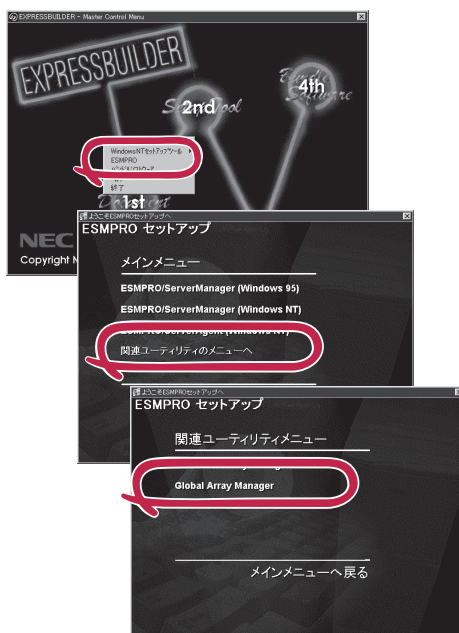 EXPRESSBUILDER - Master Control Menu
EXPRESSBUILDER
2nd
4th
WindowsNTセットアップツール
ESMPRO
終了
1st
NEC
Copyright
ようこそESMPROセットアップへ
ESMPRO セットアップ
メインメニュー
ESMPRO/ServerManager (Windows 95)
ESMPRO/ServerManager (Windows NT)
ESMPRO/ServerAgent (Windows NT)
関連ユーティリティのメニューへ
ようこそESMPROセットアップへ
ESMPRO セットアップ
関連ユーティリティメニュー
Global Array Manager
メインメニューへ戻る